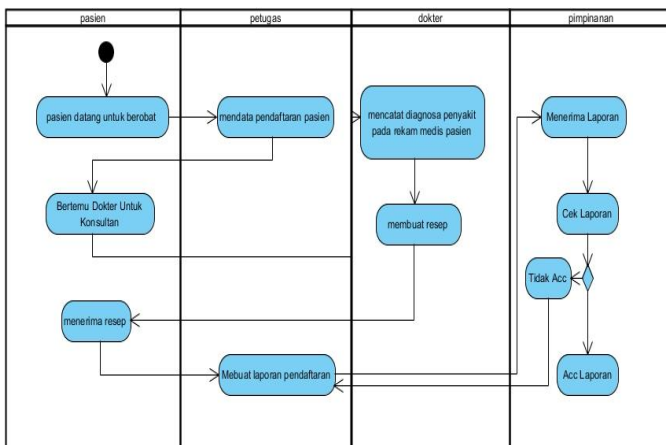 pasien
petugas
dokter
pimpinanan
pasien datang untuk berobat
mendata pendaftaran pasien
mencatat diagnosa penyakit
pada rekam medis pasien
Menerima Laporan
Bertemu Dokter Untuk
Konsultan
membuat resep
Cek Laporan
Tidak Acc
menerima resep
Mebuat laporan pendaftaran
Acc Laporan